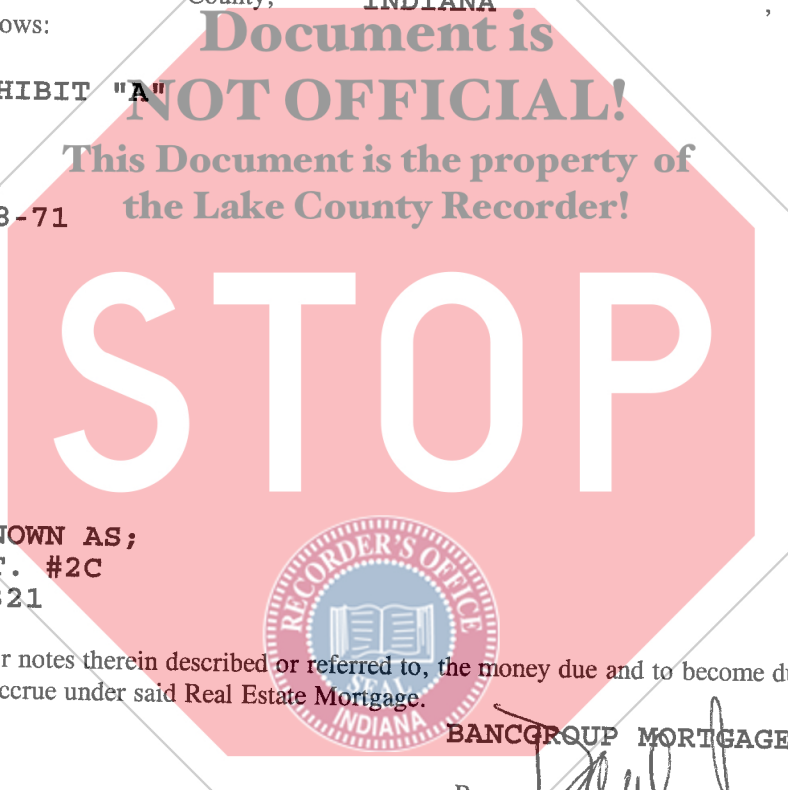 County, INDIANA ,
ows:
Document is
HIBIT "A"
NOT OFFICIAL!
This Document is the property of
the Lake County Recorder!
3-71
STOP
NOWN AS;
T. #2C
321
RECORDER'S OFFICE
SEAL
INDIANA
r notes therein described or referred to, the money due and to become du
ccrue under said Real Estate Mortgage.
BANCGROUP MORTGAGE